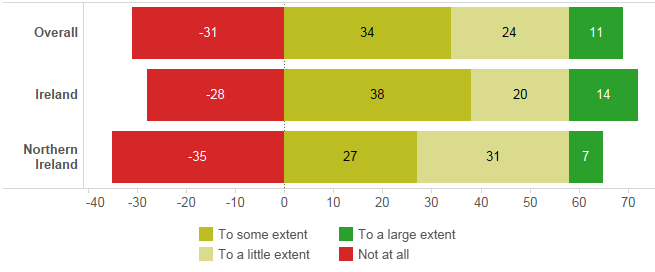 Overall -31 34 24 11
Ireland -28 38 20 14
Northern
Ireland -35 27 31 7
-40 -30 -20 -10 0 10 20 30 40 50 60 70
To some extent To a large extent
To a little extent Not at all